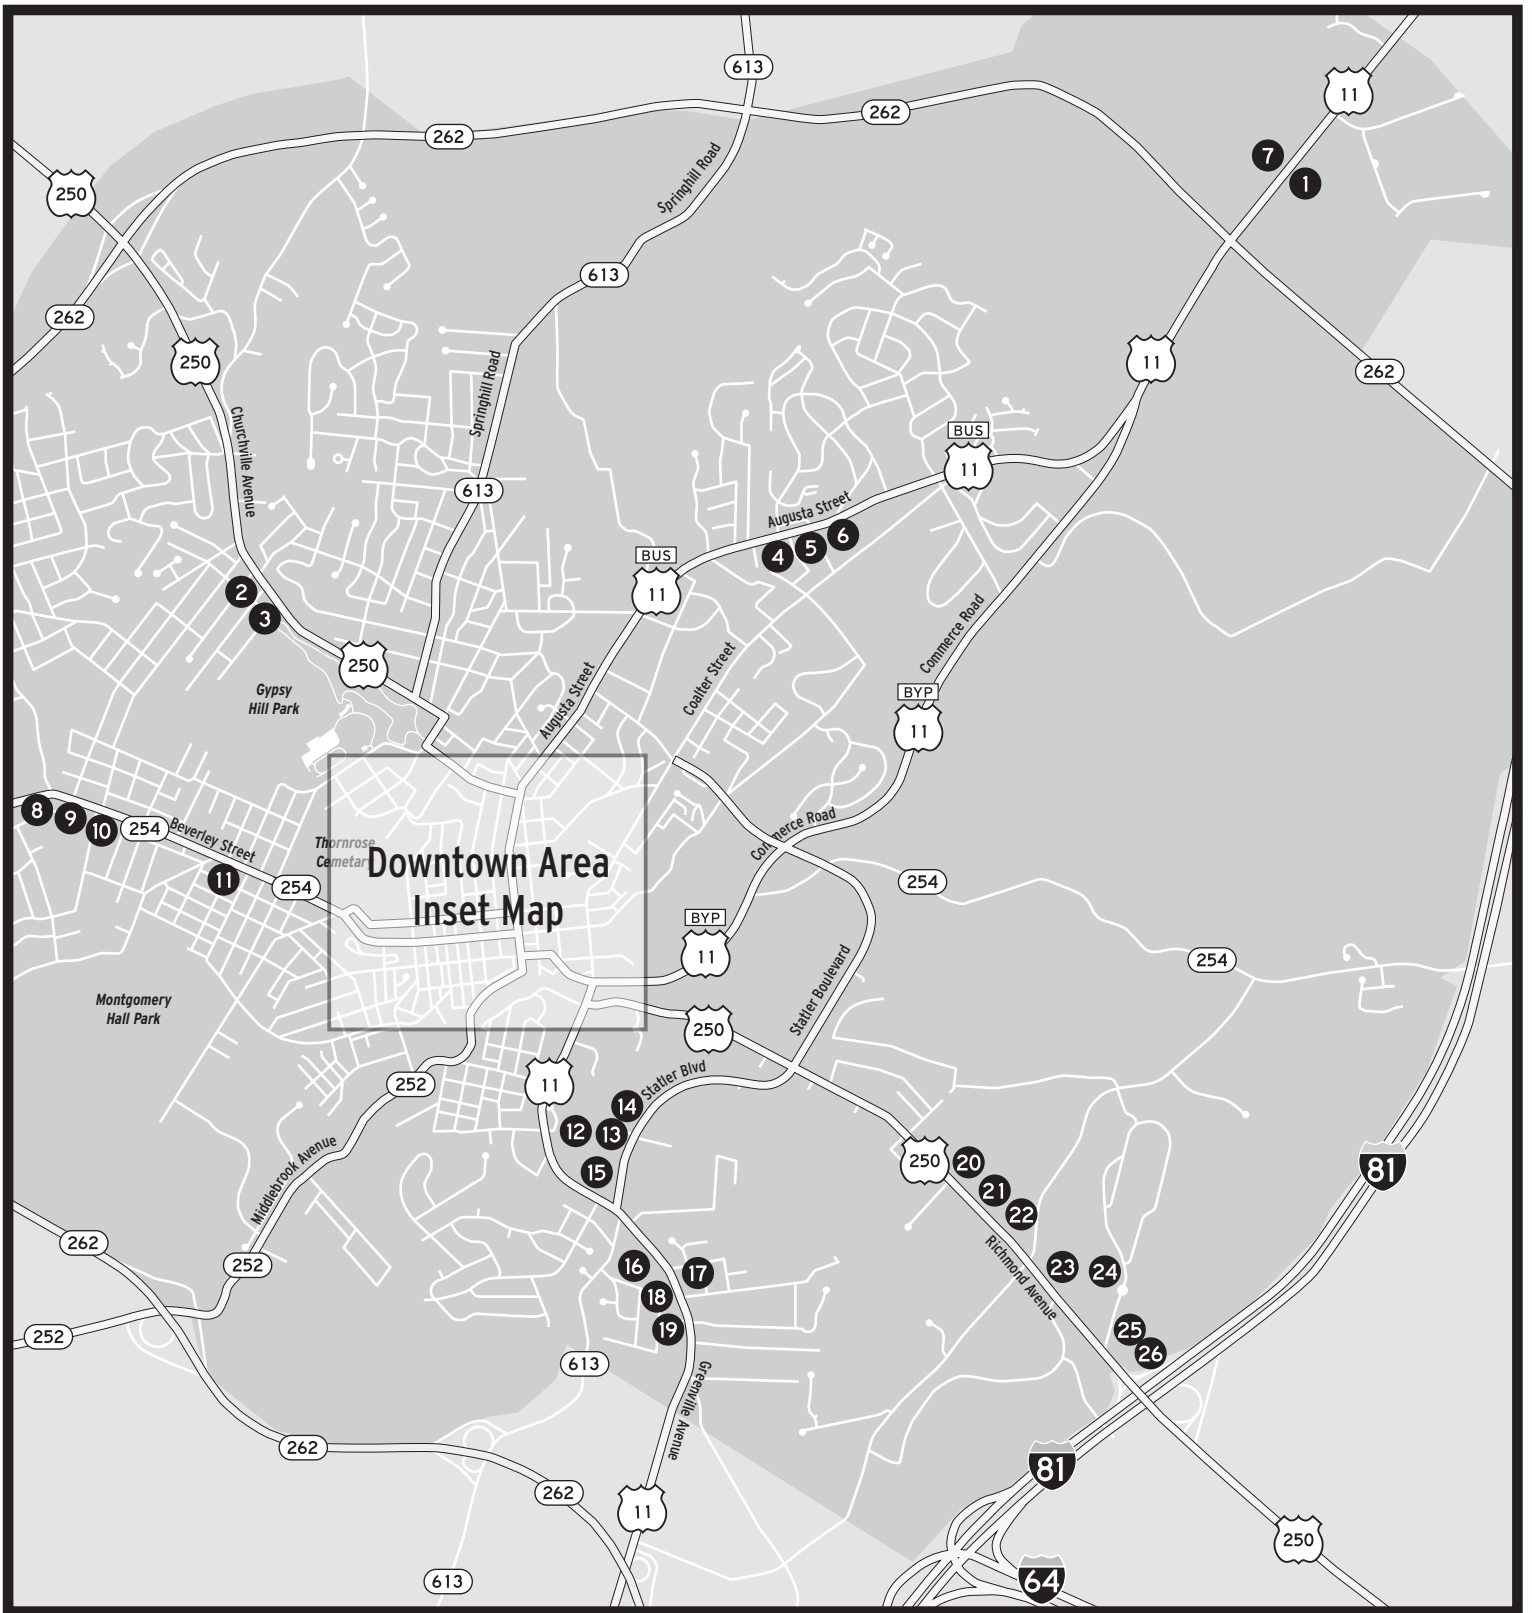 613
11
262
262
7
Springhill Road
1
250
613
262
11
250
262
Springhill Road
Churchville Avenue
BUS
11
613
Augusta Street
6
5
4
BUS
11
2
3
Commerce Road
Coalter Street
250
Augusta Street
Gypsy
Hill Park
BYP
11
8
9
10
254
Beverley Street
Commerce Road
Thornrose
Cemetary
Downtown Area
Inset Map
11
254
254
BYP
11
254
Statler Boulevard
Montgomery
Hall Park
250
252
11
Statler Blvd
14
12
13
15
250
20
81
21
22
Middlebrook Avenue
262
252
16
17
18
19
Richmond Avenue
23
24
25
26
252
613
Greenville Avenue
262
81
262
11
250
613
64